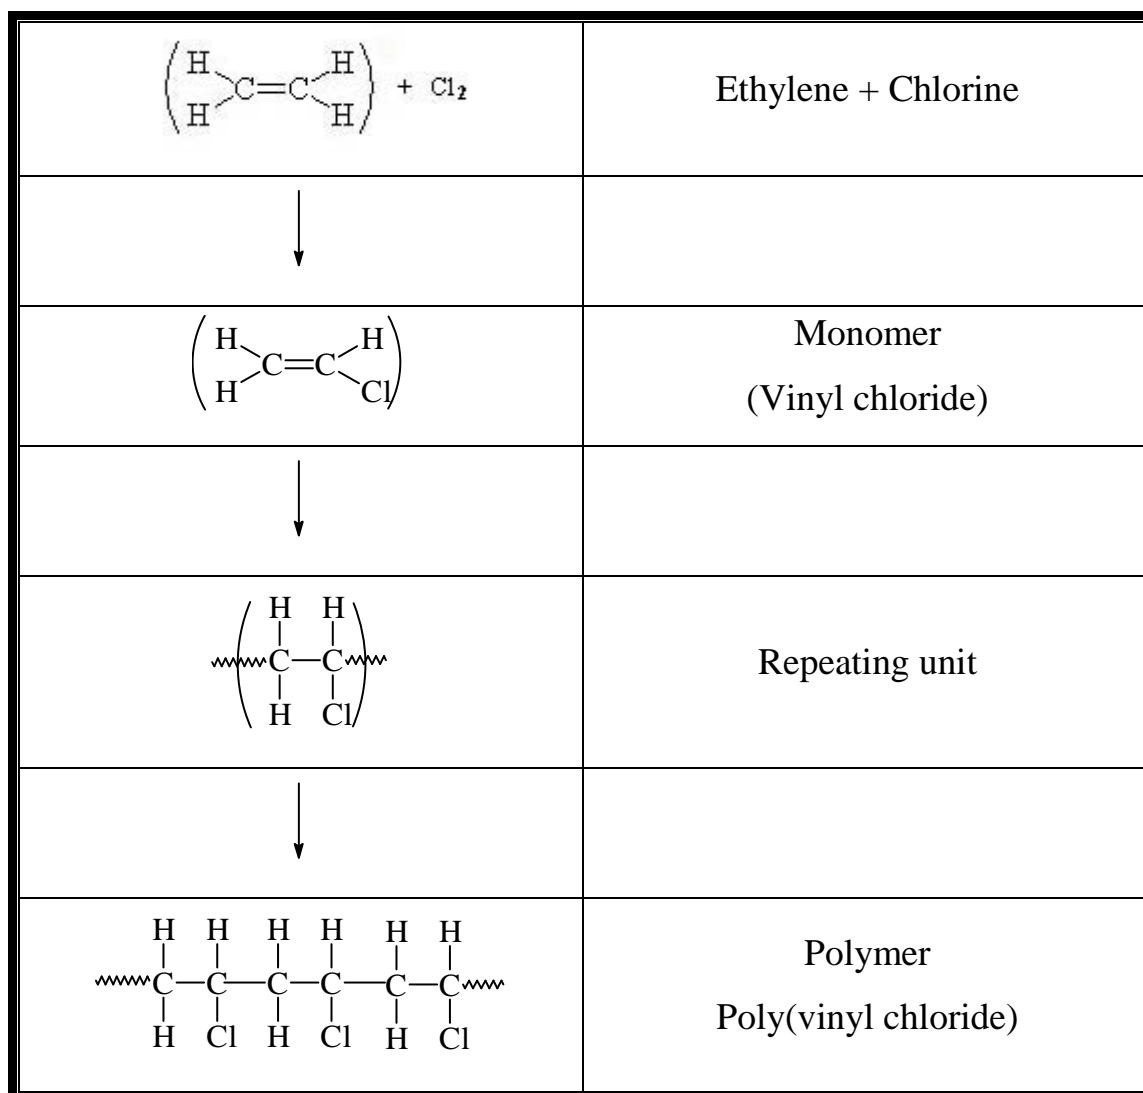 H H
C=C + Cl₂
H H
Ethylene + Chlorine
H H
C=C
H Cl
Monomer
(Vinyl chloride)
H H
C—C
H Cl
Repeating unit
H H H H H H
C—C—C—C—C—C
H Cl H Cl H Cl
Polymer
Poly(vinyl chloride)